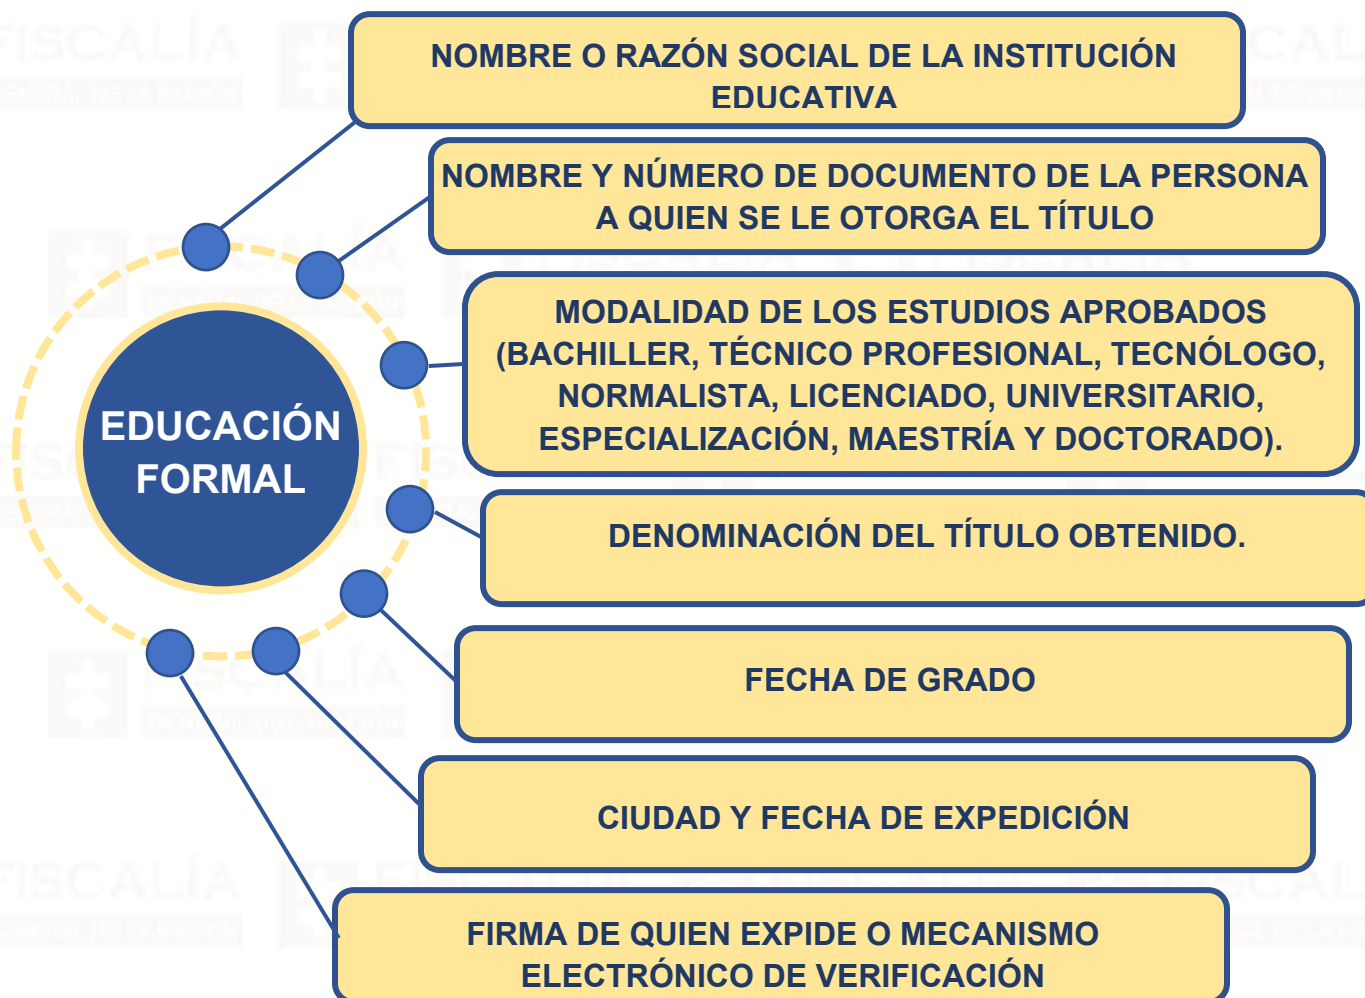 NOMBRE O RAZÓN SOCIAL DE LA INSTITUCIÓN
EDUCATIVA
NOMBRE Y NÚMERO DE DOCUMENTO DE LA PERSONA
A QUIEN SE LE OTORGA EL TÍTULO
MODALIDAD DE LOS ESTUDIOS APROBADOS
(BACHILLER, TÉCNICO PROFESIONAL, TECNÓLOGO,
NORMALISTA, LICENCIADO, UNIVERSITARIO,
ESPECIALIZACIÓN, MAESTRÍA Y DOCTORADO).
EDUCACIÓN
FORMAL
DENOMINACIÓN DEL TÍTULO OBTENIDO.
FECHA DE GRADO
CIUDAD Y FECHA DE EXPEDICIÓN
FIRMA DE QUIEN EXPIDE O MECANISMO
ELECTRÓNICO DE VERIFICACIÓN